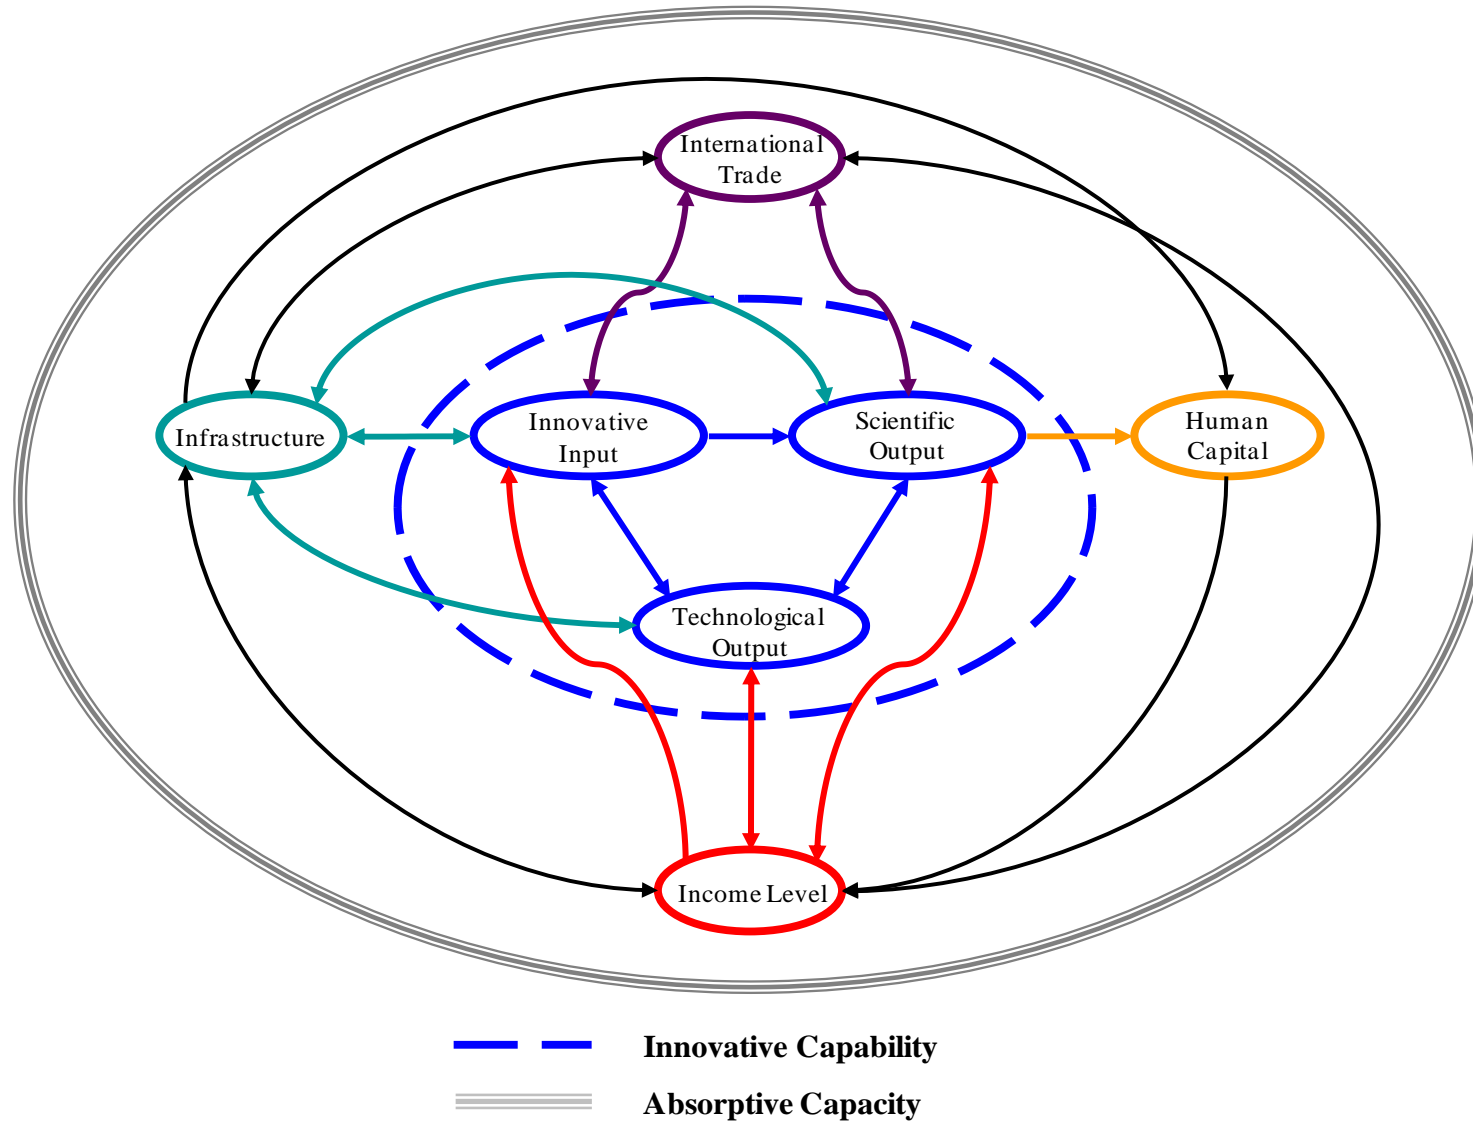 International
Trade
Infrastructure
Innovative
Input
Scientific
Output
Human
Capital
Technological
Output
Income Level
Innovative Capability
Absorptive Capacity